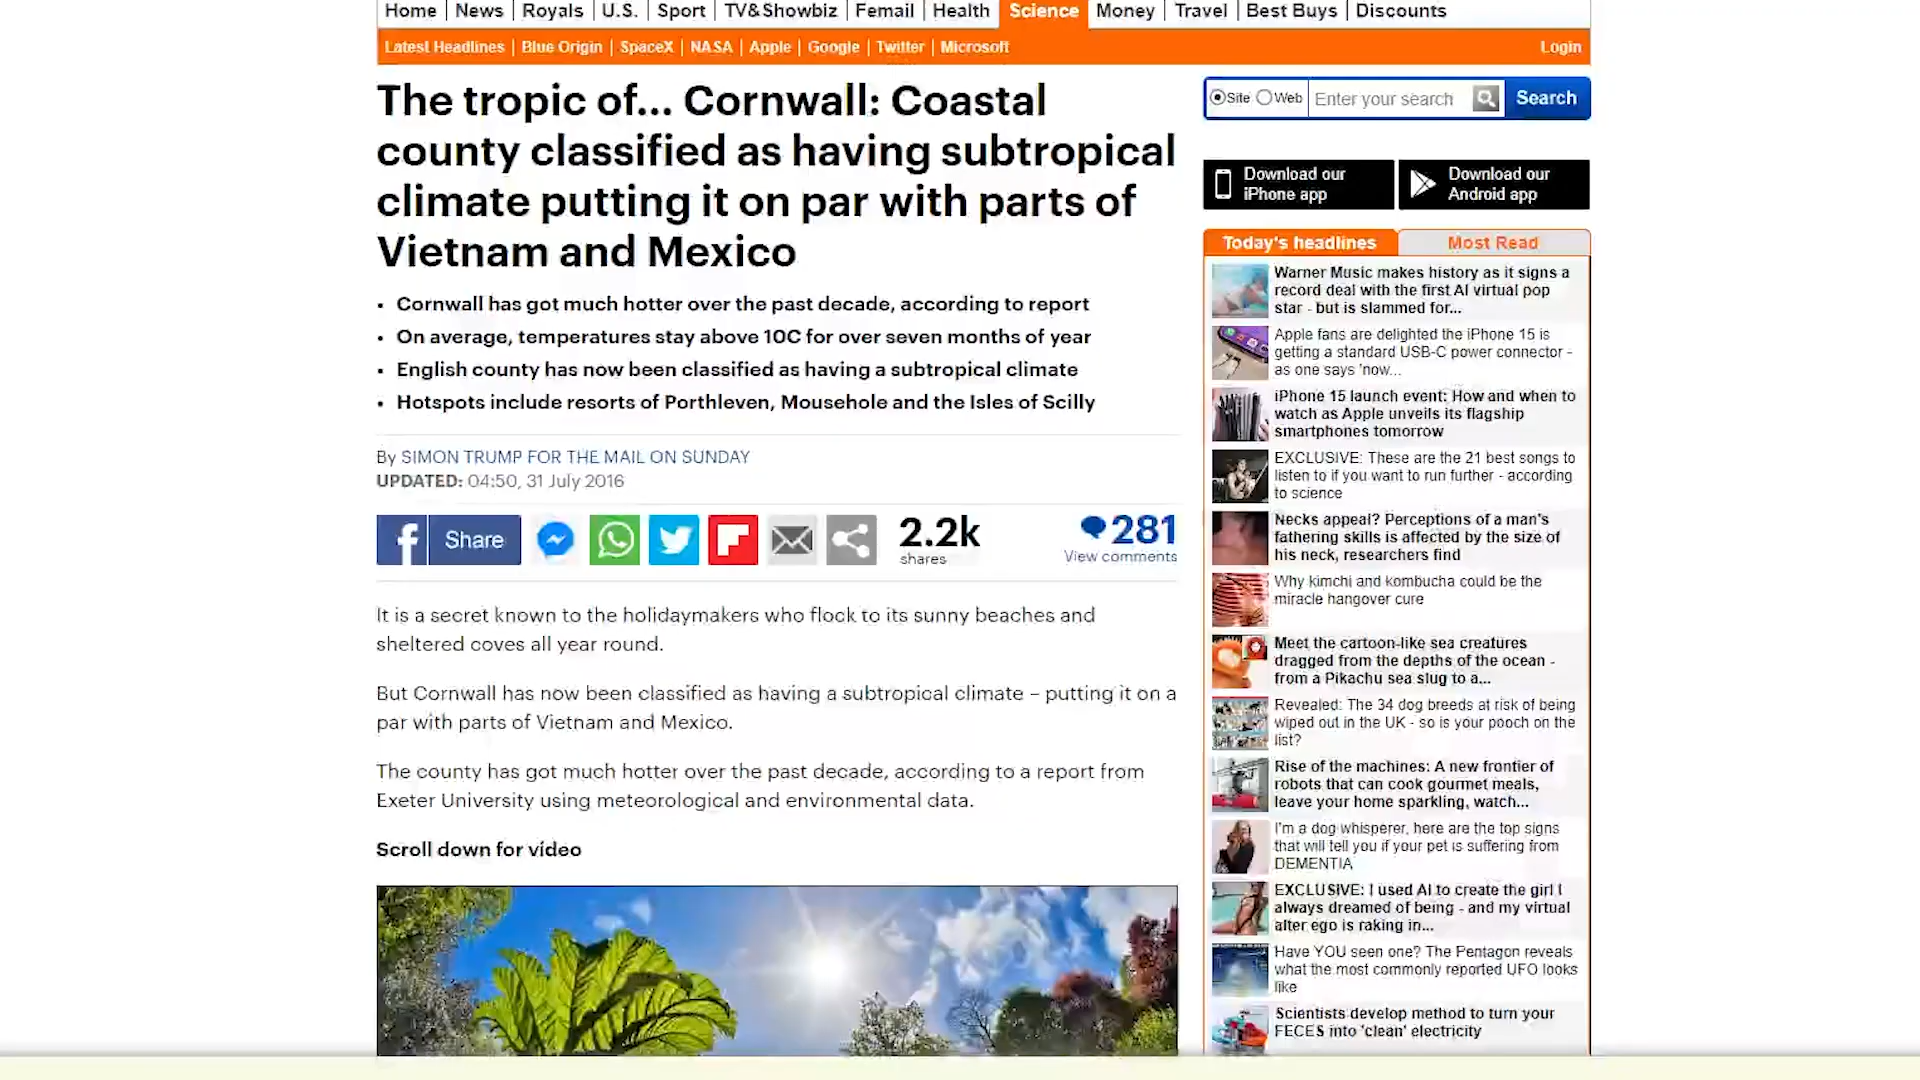 Home News Royals U.S. Sport TV&Showbiz Femail Health Science Money Travel Best Buys Discounts
Latest Headlines Blue Origin SpaceX NASA Apple Google Twitter Microsoft Login
The tropic of... Cornwall: Coastal
county classified as having subtropical
climate putting it on par with parts of
Vietnam and Mexico
• Cornwall has got much hotter over the past decade, according to report
• On average, temperatures stay above 10C for over seven months of year
• English county has now been classified as having a subtropical climate
• Hotspots include resorts of Porthleven, Mousehole and the Isles of Scilly
By SIMON TRUMP FOR THE MAIL ON SUNDAY
UPDATED: 04:50, 31 July 2016
Share
2.2k
shares
281
View comments
It is a secret known to the holidaymakers who flock to its sunny beaches and
sheltered coves all year round.
But Cornwall has now been classified as having a subtropical climate – putting it on a
par with parts of Vietnam and Mexico.
The county has got much hotter over the past decade, according to a report from
Exeter University using meteorological and environmental data.
Scroll down for video
Site Web Enter your search Search
Download our
iPhone app
Download our
Android app
Today's headlines Most Read
Warner Music makes history as it signs a
record deal with the first AI virtual pop
star - but is slammed for...
Apple fans are delighted the iPhone 15 is
getting a standard USB-C power connector -
as one says 'now...
iPhone 15 launch event: How and when to
watch as Apple unveils its flagship
smartphones tomorrow
EXCLUSIVE: These are the 21 best songs to
listen to if you want to run further - according
to science
Necks appeal? Perceptions of a man's
fathering skills is affected by the size of
his neck, researchers find
Why kimchi and kombucha could be the
miracle hangover cure
Meet the cartoon-like sea creatures
dragged from the depths of the ocean -
from a Pikachu sea slug to a...
Revealed: The 34 dog breeds at risk of being
wiped out in the UK - so is your pooch on the
list?
Rise of the machines: A new frontier of
robots that can cook gourmet meals,
leave your home sparkling, watch...
I'm a dog whisperer, here are the top signs
that will tell you if your pet is suffering from
DEMENTIA
EXCLUSIVE: I used AI to create the girl I
always dreamed of being - and my virtual
alter ego is raking in...
Have YOU seen one? The Pentagon reveals
what the most commonly reported UFO looks
like
Scientists develop method to turn your
FECES into 'clean' electricity